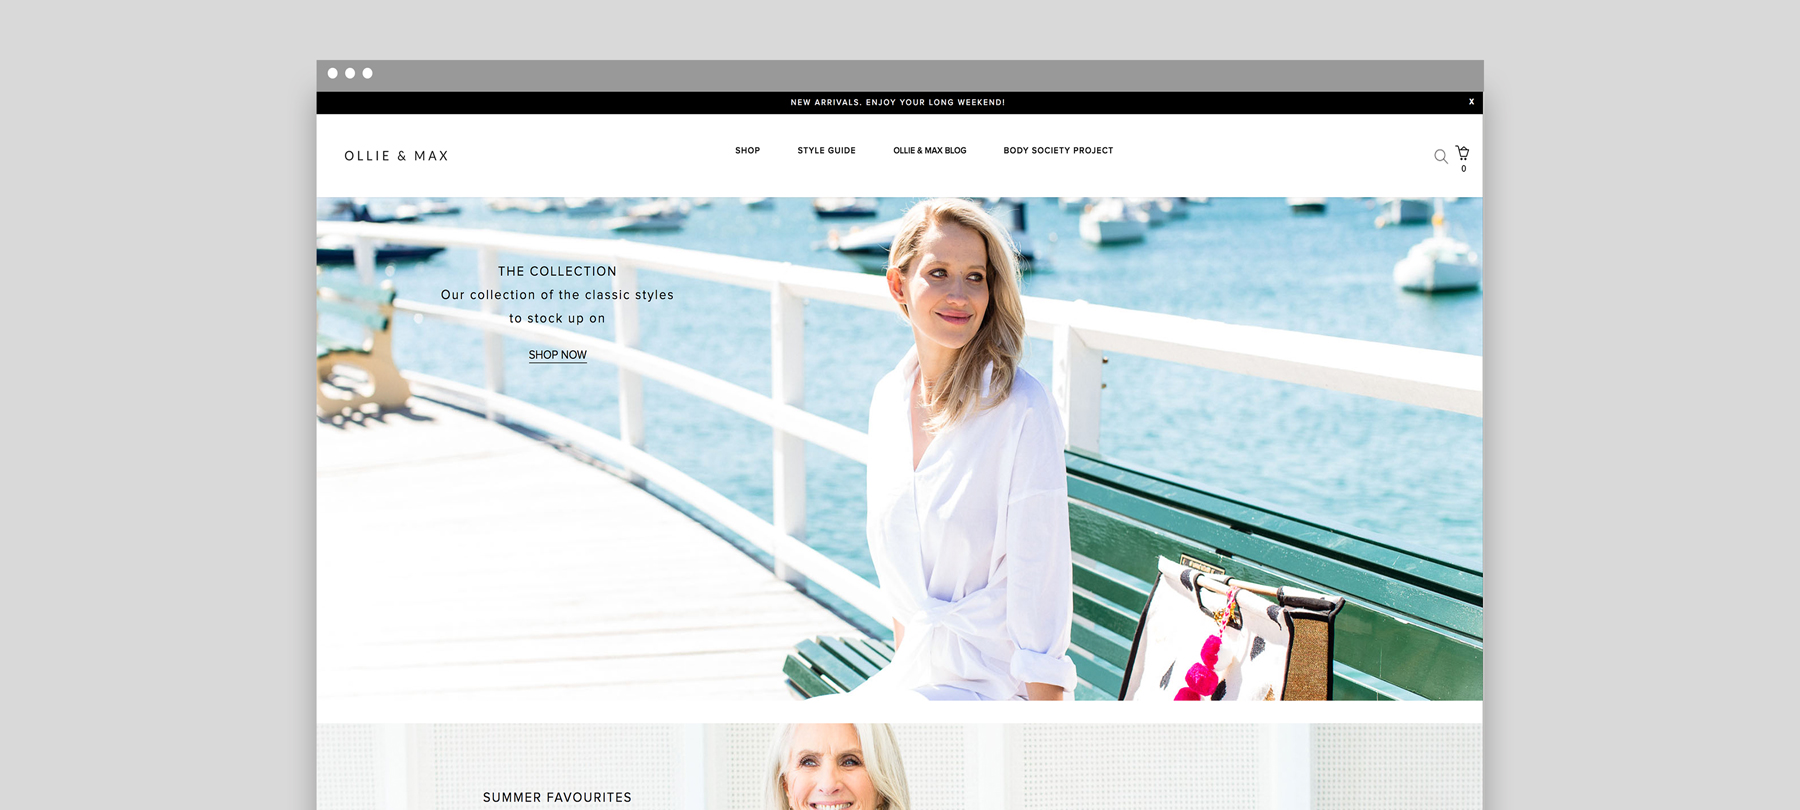 NEW ARRIVALS. ENJOY YOUR LONG WEEKEND!
X
OLLIE & MAX
SHOP
STYLE GUIDE
OLLIE & MAX BLOG
BODY SOCIETY PROJECT
0
THE COLLECTION
Our collection of the classic styles
to stock up on
SHOP NOW
SUMMER FAVOURITES